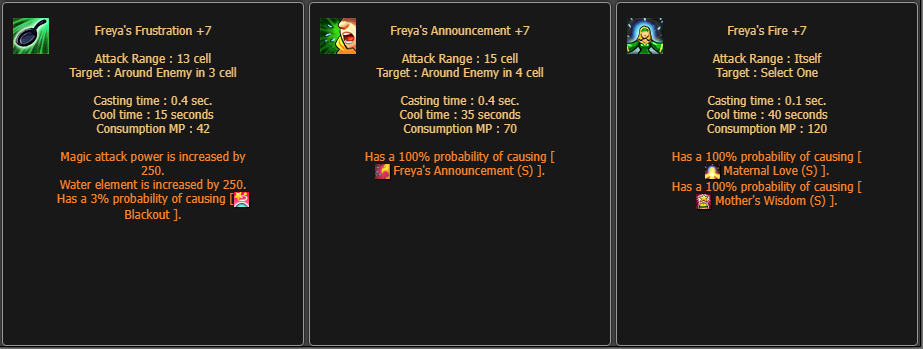 Freya's Frustration +7
Attack Range : 13 cell
Target : Around Enemy in 3 cell
Casting time : 0.4 sec.
Cool time : 15 seconds
Consumption MP : 42
Magic attack power is increased by
250.
Water element is increased by 250.
Has a 3% probability of causing [
Blackout ].
Freya's Announcement +7
Attack Range : 15 cell
Target : Around Enemy in 4 cell
Casting time : 0.4 sec.
Cool time : 35 seconds
Consumption MP : 70
Has a 100% probability of causing [
Freya's Announcement (S) ].
Freya's Fire +7
Attack Range : Itself
Target : Select One
Casting time : 0.1 sec.
Cool time : 40 seconds
Consumption MP : 120
Has a 100% probability of causing [
Maternal Love (S) ].
Has a 100% probability of causing [
Mother's Wisdom (S) ].